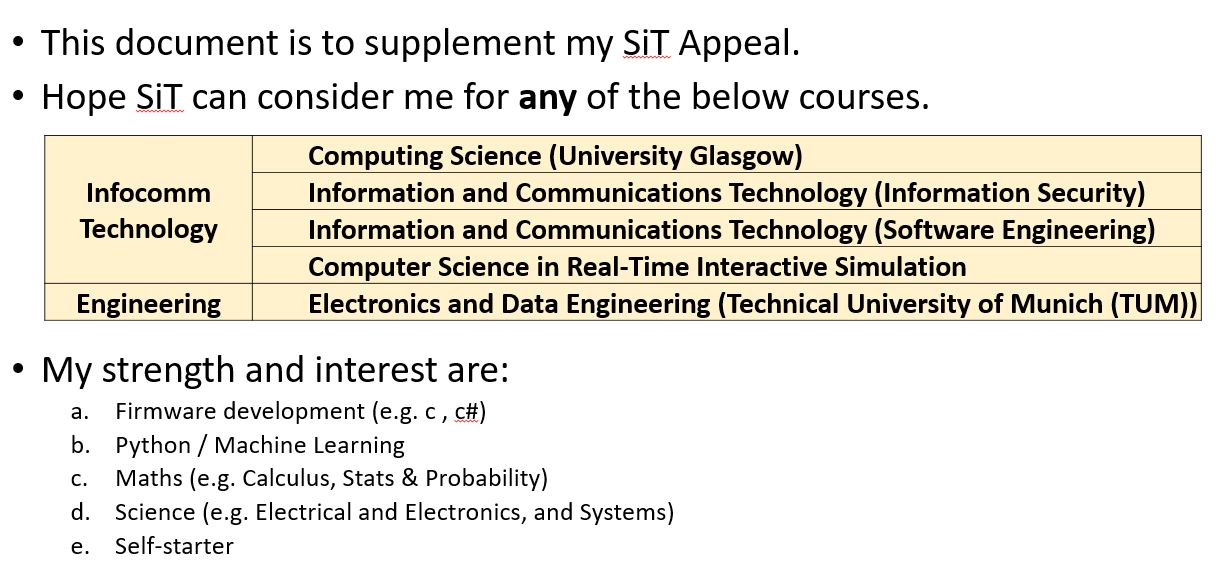 • This document is to supplement my SiT Appeal.
• Hope SiT can consider me for any of the below courses.
Infocomm
Technology
Computing Science (University Glasgow)
Information and Communications Technology (Information Security)
Information and Communications Technology (Software Engineering)
Computer Science in Real-Time Interactive Simulation
Engineering
Electronics and Data Engineering (Technical University of Munich (TUM))
• My strength and interest are:
a. Firmware development (e.g. c , c#)
b. Python / Machine Learning
c. Maths (e.g. Calculus, Stats & Probability)
d. Science (e.g. Electrical and Electronics, and Systems)
e. Self-starter